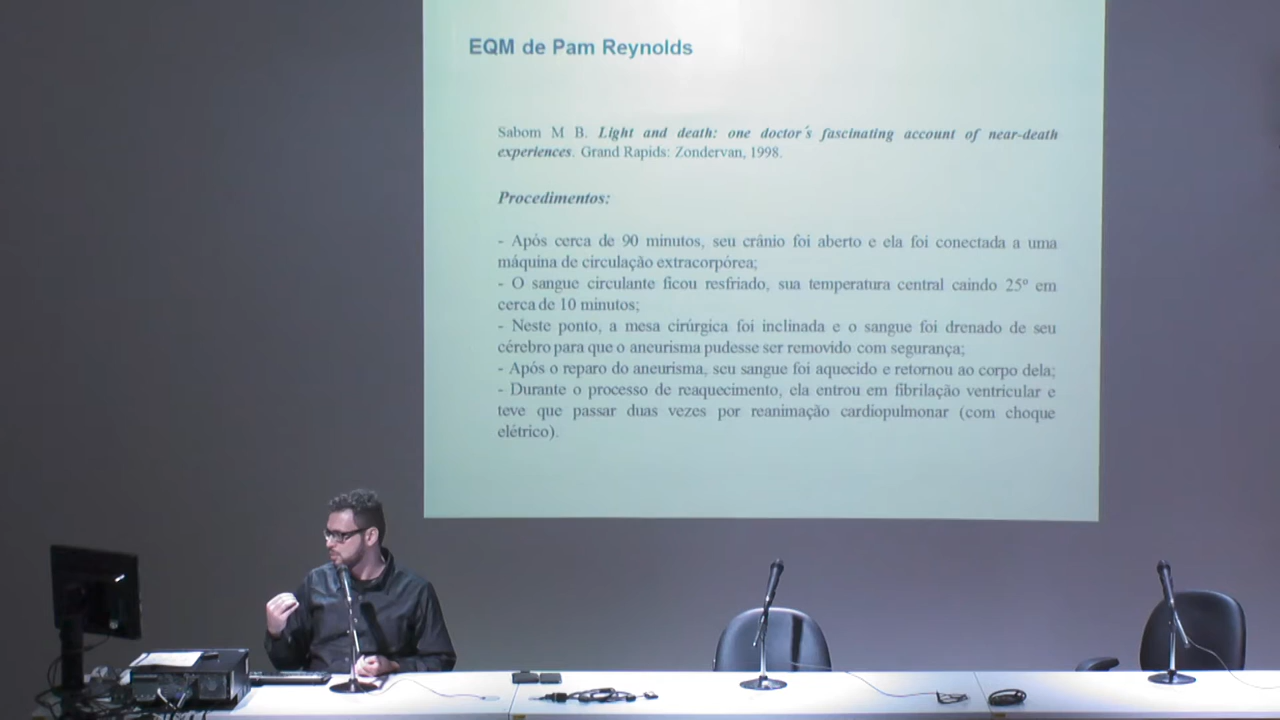 EQM de Pam Reynolds
Sabom M B. Light and death: one doctor´s fascinating account of near-death
experiences. Grand Rapids: Zondervan, 1998.
Procedimentos:
- Após cerca de 90 minutos, seu crânio foi aberto e ela foi conectada a uma
máquina de circulação extracorpórea;
- O sangue circulante ficou resfriado, sua temperatura central caindo 25º em
cerca de 10 minutos;
- Neste ponto, a mesa cirúrgica foi inclinada e o sangue foi drenado de seu
cérebro para que o aneurisma pudesse ser removido com segurança;
- Após o reparo do aneurisma, seu sangue foi aquecido e retornou ao corpo dela;
- Durante o processo de reaquecimento, ela entrou em fibrilação ventricular e
teve que passar duas vezes por reanimação cardiopulmonar (com choque
elétrico).